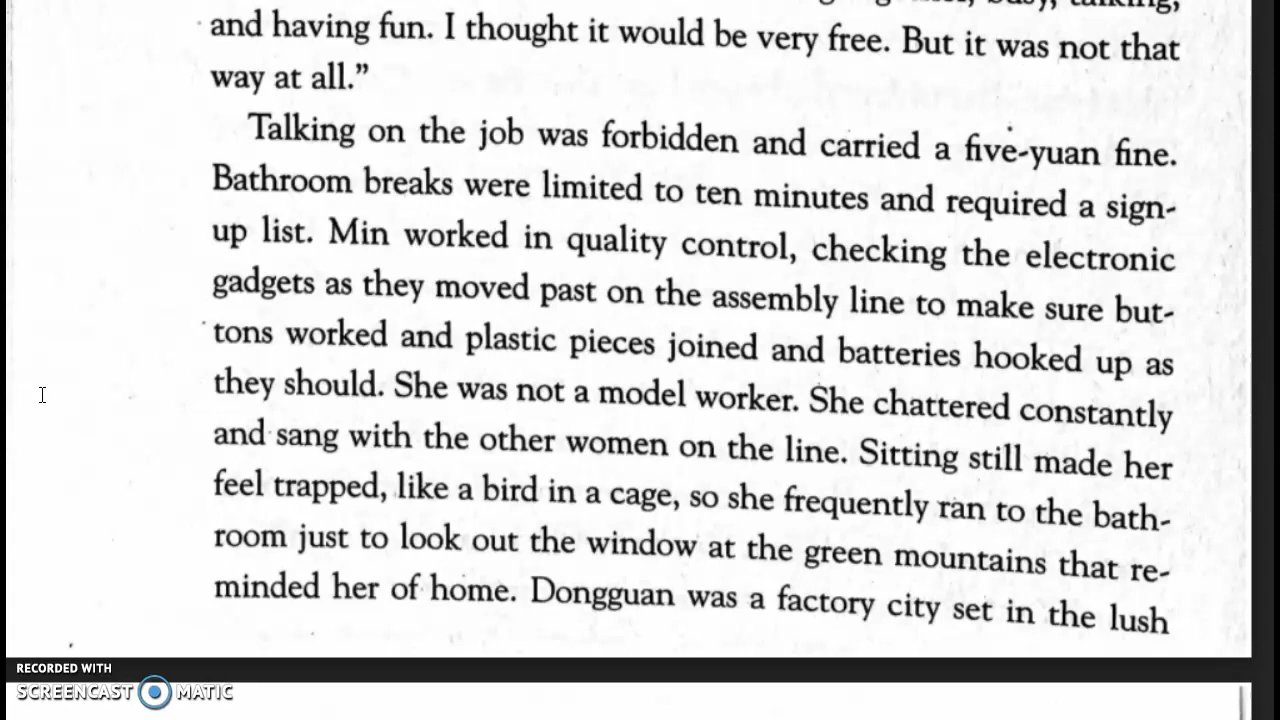 talking,
and having fun. I thought it would be very free. But it was not that
way at all.”
Talking on the job was forbidden and carried a five-yuan fine.
Bathroom breaks were limited to ten minutes and required a sign-
up list. Min worked in quality control, checking the electronic
gadgets as they moved past on the assembly line to make sure but-
tons worked and plastic pieces joined and batteries hooked up as
they should. She was not a model worker. She chattered constantly
and sang with the other women on the line. Sitting still made her
feel trapped, like a bird in a cage, so she frequently ran to the bath-
room just to look out the window at the green mountains that re-
minded her of home. Dongguan was a factory city set in the lush
RECORDED WITH
SCREENCAST MATIC